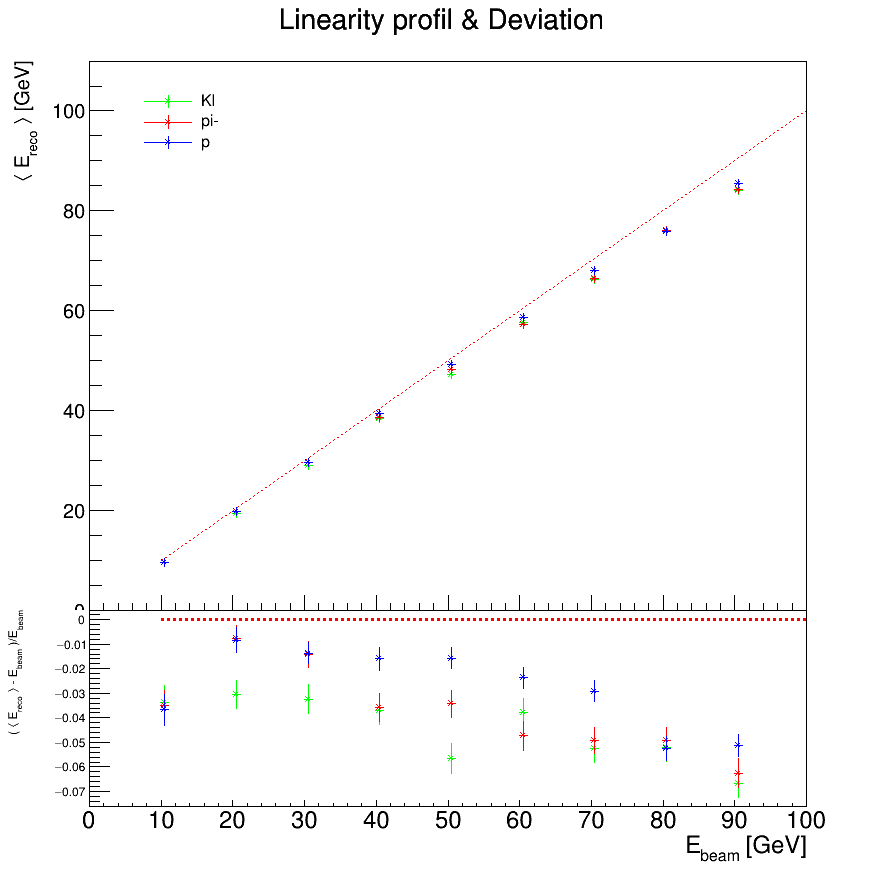 Linearity profil & Deviation
⟨ E_reco ⟩ [GeV]
Kl
pi-
p
100
80
60
40
20
0
( ⟨ E_reco ⟩ - E_beam )/E_beam
0
−0.01
−0.02
−0.03
−0.04
−0.05
−0.06
−0.07
0 10 20 30 40 50 60 70 80 90 100
E_beam [GeV]